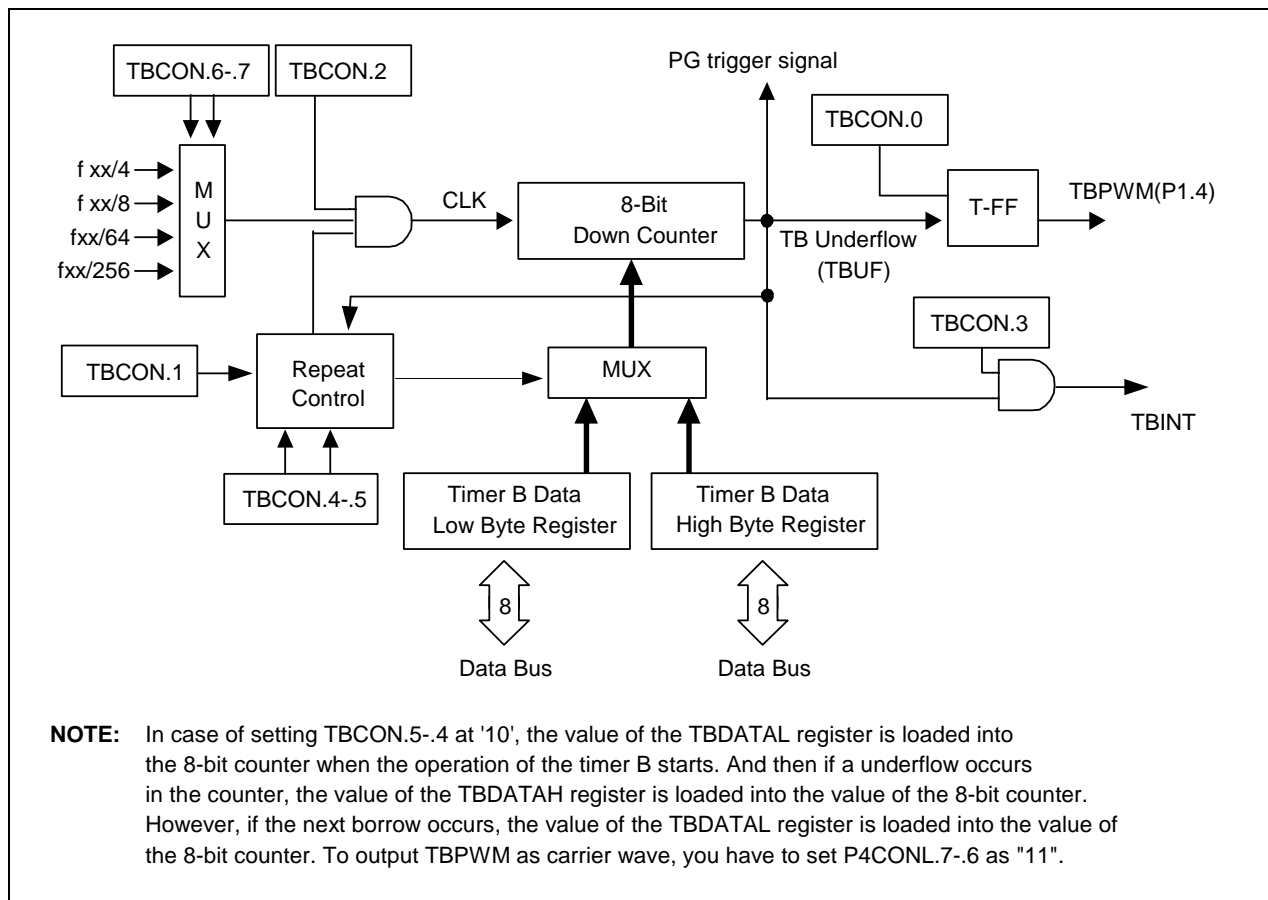 PG trigger signal
TBCON.6-.7
TBCON.2
TBCON.0
f xx/4
f xx/8
fxx/64
fxx/256
M
U
X
CLK
8-Bit
Down Counter
T-FF
TBPWM(P1.4)
TB Underflow
(TBUF)
TBCON.3
TBCON.1
Repeat
Control
MUX
TBINT
TBCON.4-.5
Timer B Data
Low Byte Register
Timer B Data
High Byte Register
8
8
Data Bus
Data Bus
NOTE: In case of setting TBCON.5-.4 at '10', the value of the TBDATAL register is loaded into
the 8-bit counter when the operation of the timer B starts. And then if a underflow occurs
in the counter, the value of the TBDATAH register is loaded into the value of the 8-bit counter.
However, if the next borrow occurs, the value of the TBDATAL register is loaded into the value of
the 8-bit counter. To output TBPWM as carrier wave, you have to set P4CONL.7-.6 as "11".